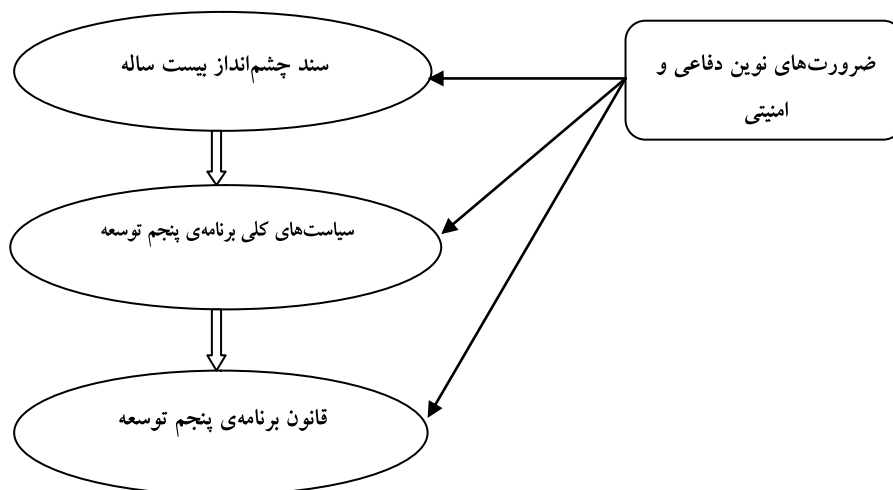 سند چشم‌انداز بیست ساله
ضرورت‌های نوین دفاعی و
امنیتی
سیاست‌های کلی برنامه‌ی پنجم توسعه
قانون برنامه‌ی پنجم توسعه